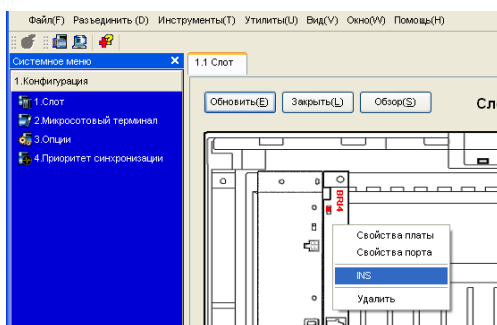 Файл(F) Разъединить (D) Инструменты(T) Утилиты(U) Вид(V) Окно(W) Помощь(H)
Системное меню
1.1 Слот
1.Конфигурация
1.Слот
2.Микросотовый терминал
3.Опции
4.Приоритет синхронизации
Обновить(E) Закрыть(L) Обзор(S)
Сл
BRI4
Свойства платы
Свойства порта
INS
Удалить